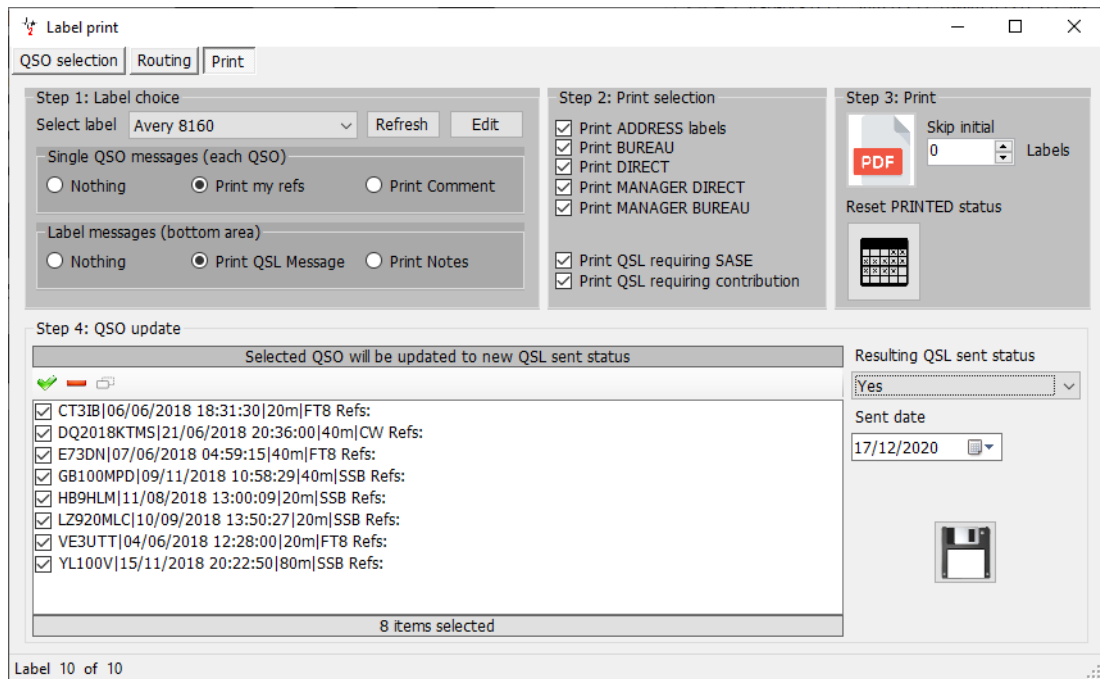 Label print
QSO selection Routing Print
Step 1: Label choice
Select label Avery 8160 Refresh Edit
Single QSO messages (each QSO)
Nothing Print my refs Print Comment
Label messages (bottom area)
Nothing Print QSL Message Print Notes
Step 2: Print selection
Print ADDRESS labels
Print BUREAU
Print DIRECT
Print MANAGER DIRECT
Print MANAGER BUREAU
Print QSL requiring SASE
Print QSL requiring contribution
Step 3: Print
PDF
Skip initial
0 Labels
Reset PRINTED status
Step 4: QSO update
Selected QSO will be updated to new QSL sent status
CT3IB|06/06/2018 18:31:30|20m|FT8 Refs:
DQ2018KTMS|21/06/2018 20:36:00|40m|CW Refs:
E73DN|07/06/2018 04:59:15|40m|FT8 Refs:
GB100MPD|09/11/2018 10:58:29|40m|SSB Refs:
HB9HLM|11/08/2018 13:00:09|20m|SSB Refs:
LZ920MLC|10/09/2018 13:50:27|20m|SSB Refs:
VE3UTT|04/06/2018 12:28:00|20m|FT8 Refs:
YL100V|15/11/2018 20:22:50|80m|SSB Refs:
8 items selected
Resulting QSL sent status
Yes
Sent date
17/12/2020
Label 10 of 10